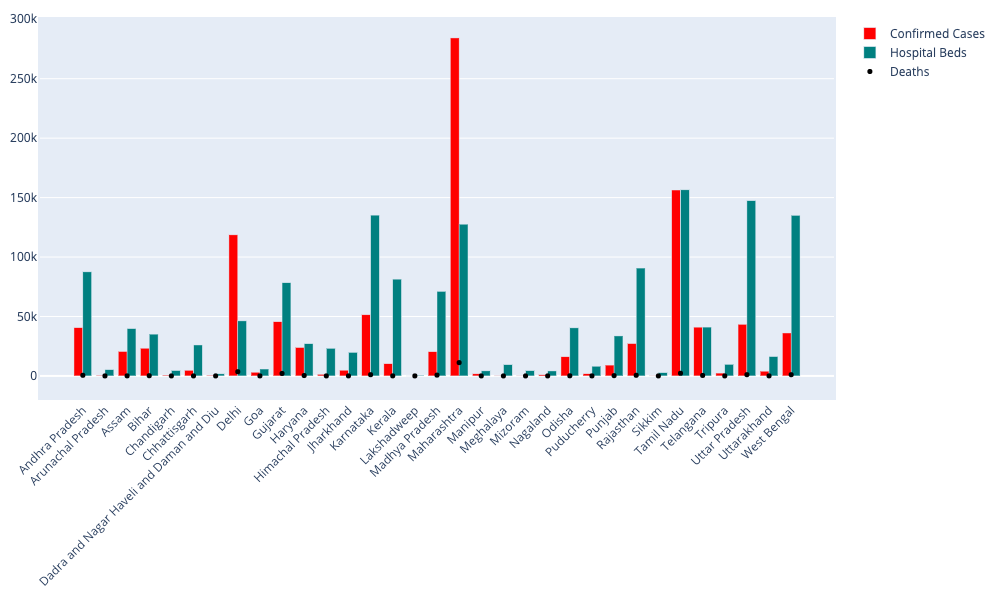 300k
250k
200k
150k
100k
50k
0
Confirmed Cases
Hospital Beds
Deaths
Andhra Pradesh
Arunachal Pradesh
Assam
Bihar
Chandigarh
Chhattisgarh
Dadra and Nagar Haveli and Daman and Diu
Delhi
Goa
Gujarat
Haryana
Himachal Pradesh
Jharkhand
Karnataka
Kerala
Lakshadweep
Madhya Pradesh
Maharashtra
Manipur
Meghalaya
Mizoram
Nagaland
Odisha
Puducherry
Punjab
Rajasthan
Sikkim
Tamil Nadu
Telangana
Tripura
Uttar Pradesh
Uttarakhand
West Bengal